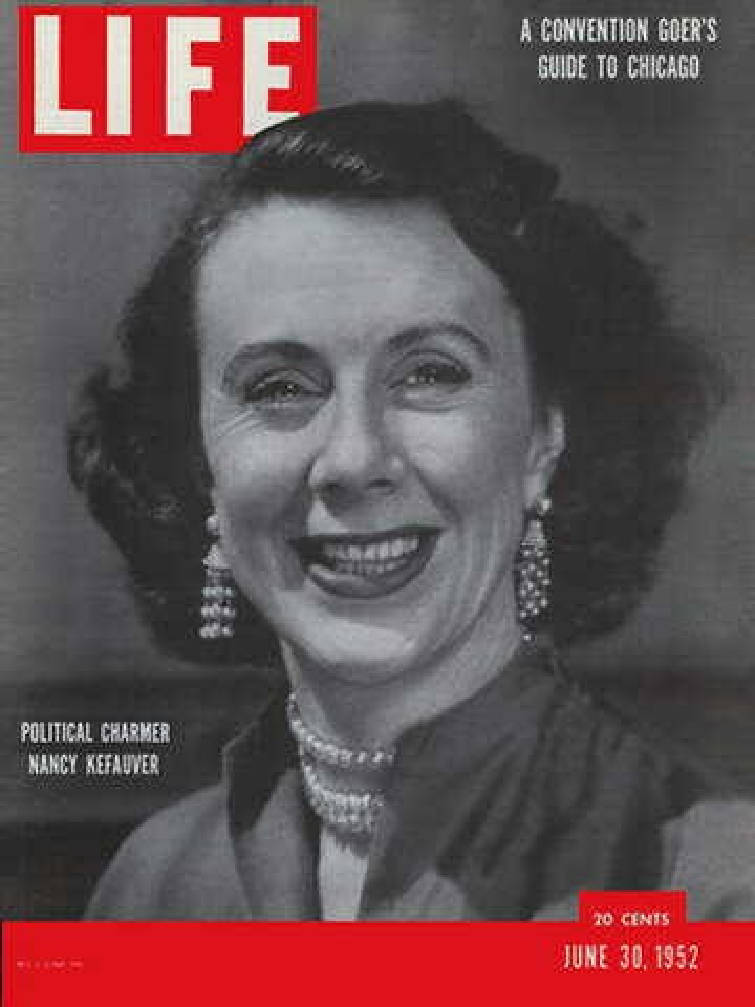 LIFE
A CONVENTION GOER'S
GUIDE TO CHICAGO
POLITICAL CHARMER
NANCY KEFAUVER
20 CENTS
JUNE 30, 1952